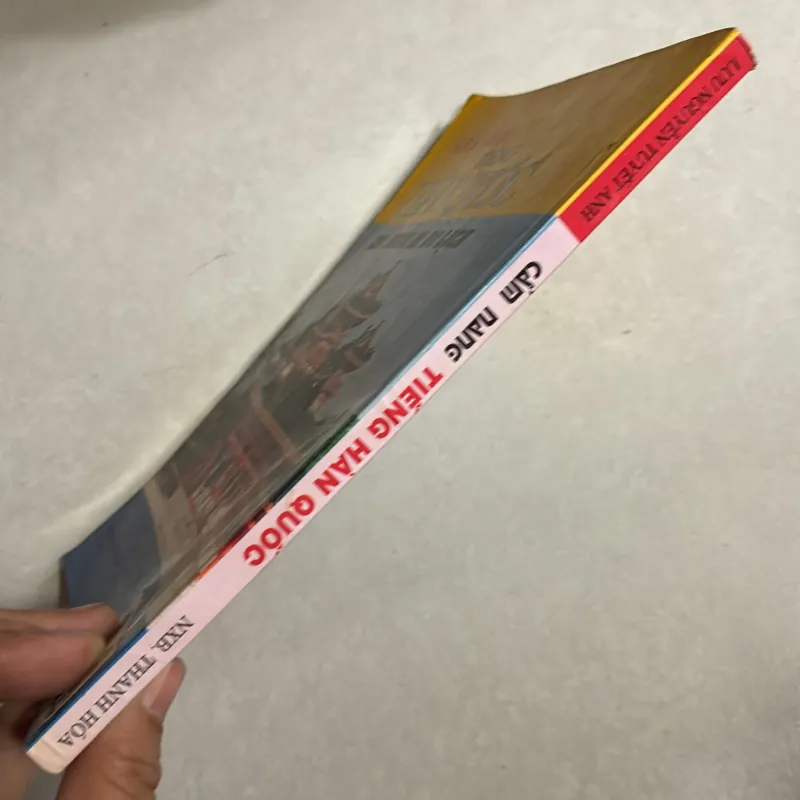 LƯU NGUYỄN TUYẾT ANH
CẨM NANG TIẾNG HÀN QUỐC
NXB. THANH HÓA